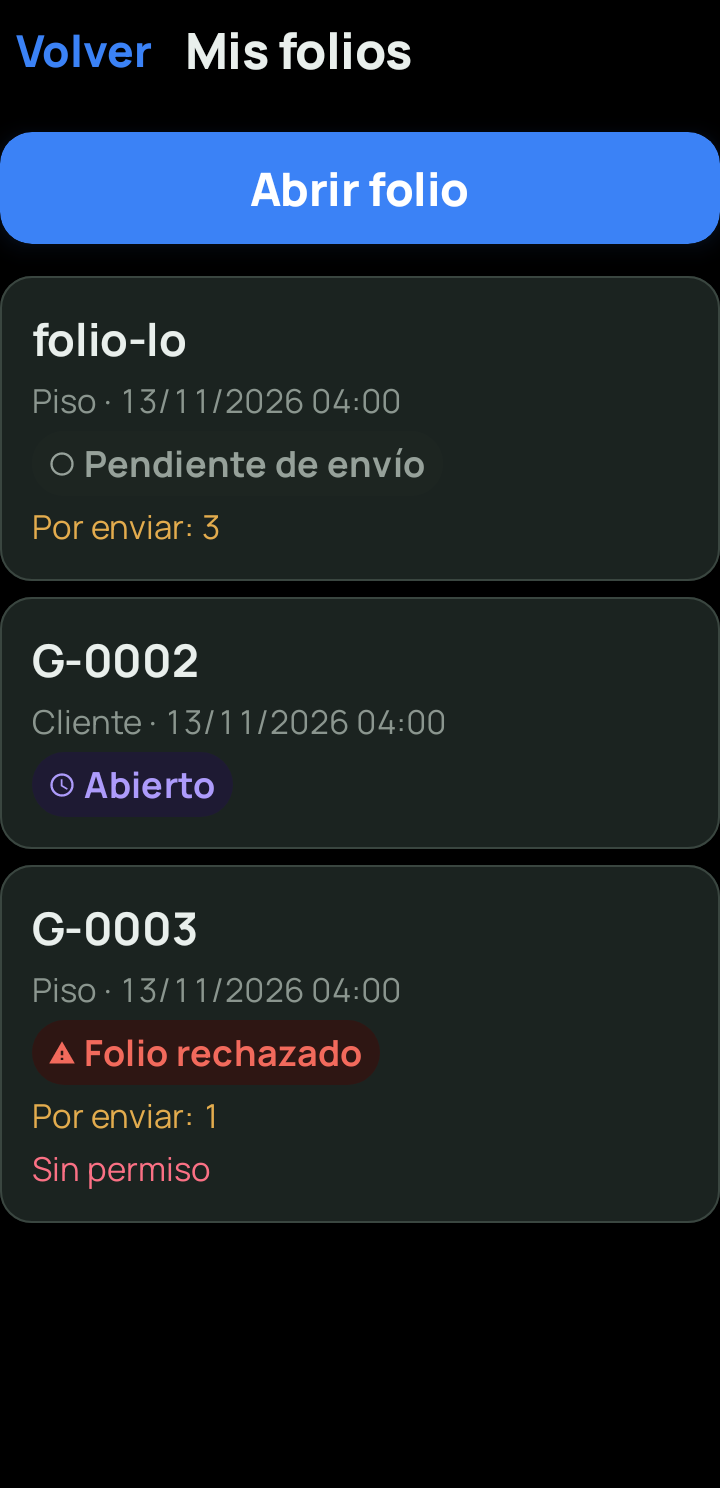 Volver Mis folios
Abrir folio
folio-lo
Piso · 13/11/2026 04:00
Pendiente de envío
Por enviar: 3
G-0002
Cliente · 13/11/2026 04:00
Abierto
G-0003
Piso · 13/11/2026 04:00
Folio rechazado
Por enviar: 1
Sin permiso